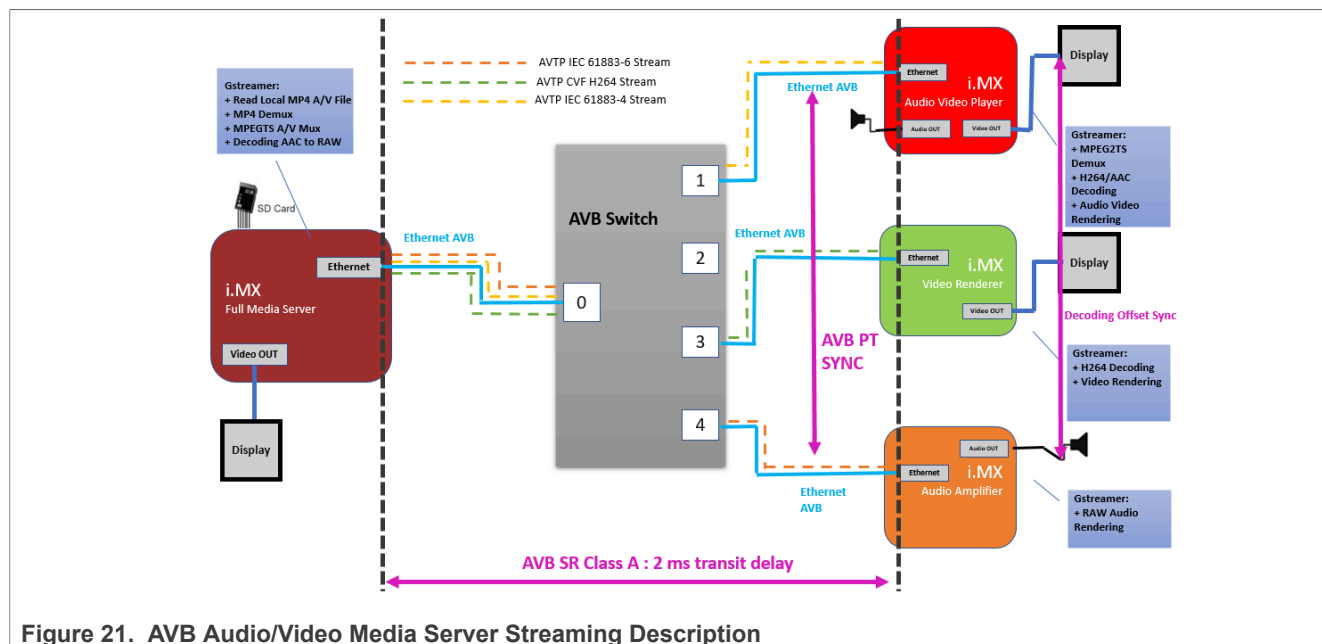 AVTP IEC 61883-6 Stream
AVTP CVF H264 Stream
AVTP IEC 61883-4 Stream
Gstreamer:
+ Read Local MP4 A/V File
+ MP4 Demux
+ MPEGTS A/V Mux
+ Decoding AAC to RAW
SD Card
Ethernet
i.MX
Full Media Server
Video OUT
Display
Ethernet AVB
AVB Switch
0
1
2
3
4
Ethernet AVB
Ethernet AVB
Ethernet
AVB
AVB PT
SYNC
Ethernet
i.MX
Audio Video Player
Audio OUT
Video OUT
Display
Gstreamer:
+ MPEG2TS
Demux
+ H264/AAC
Decoding
+ Audio Video
Rendering
Ethernet
i.MX
Video Renderer
Video OUT
Display
Decoding Offset Sync
Gstreamer:
+ H264 Decoding
+ Video Rendering
Audio OUT
Ethernet
i.MX
Audio Amplifier
Gstreamer:
+ RAW Audio
Rendering
AVB SR Class A : 2 ms transit delay
Figure 21. AVB Audio/Video Media Server Streaming Description